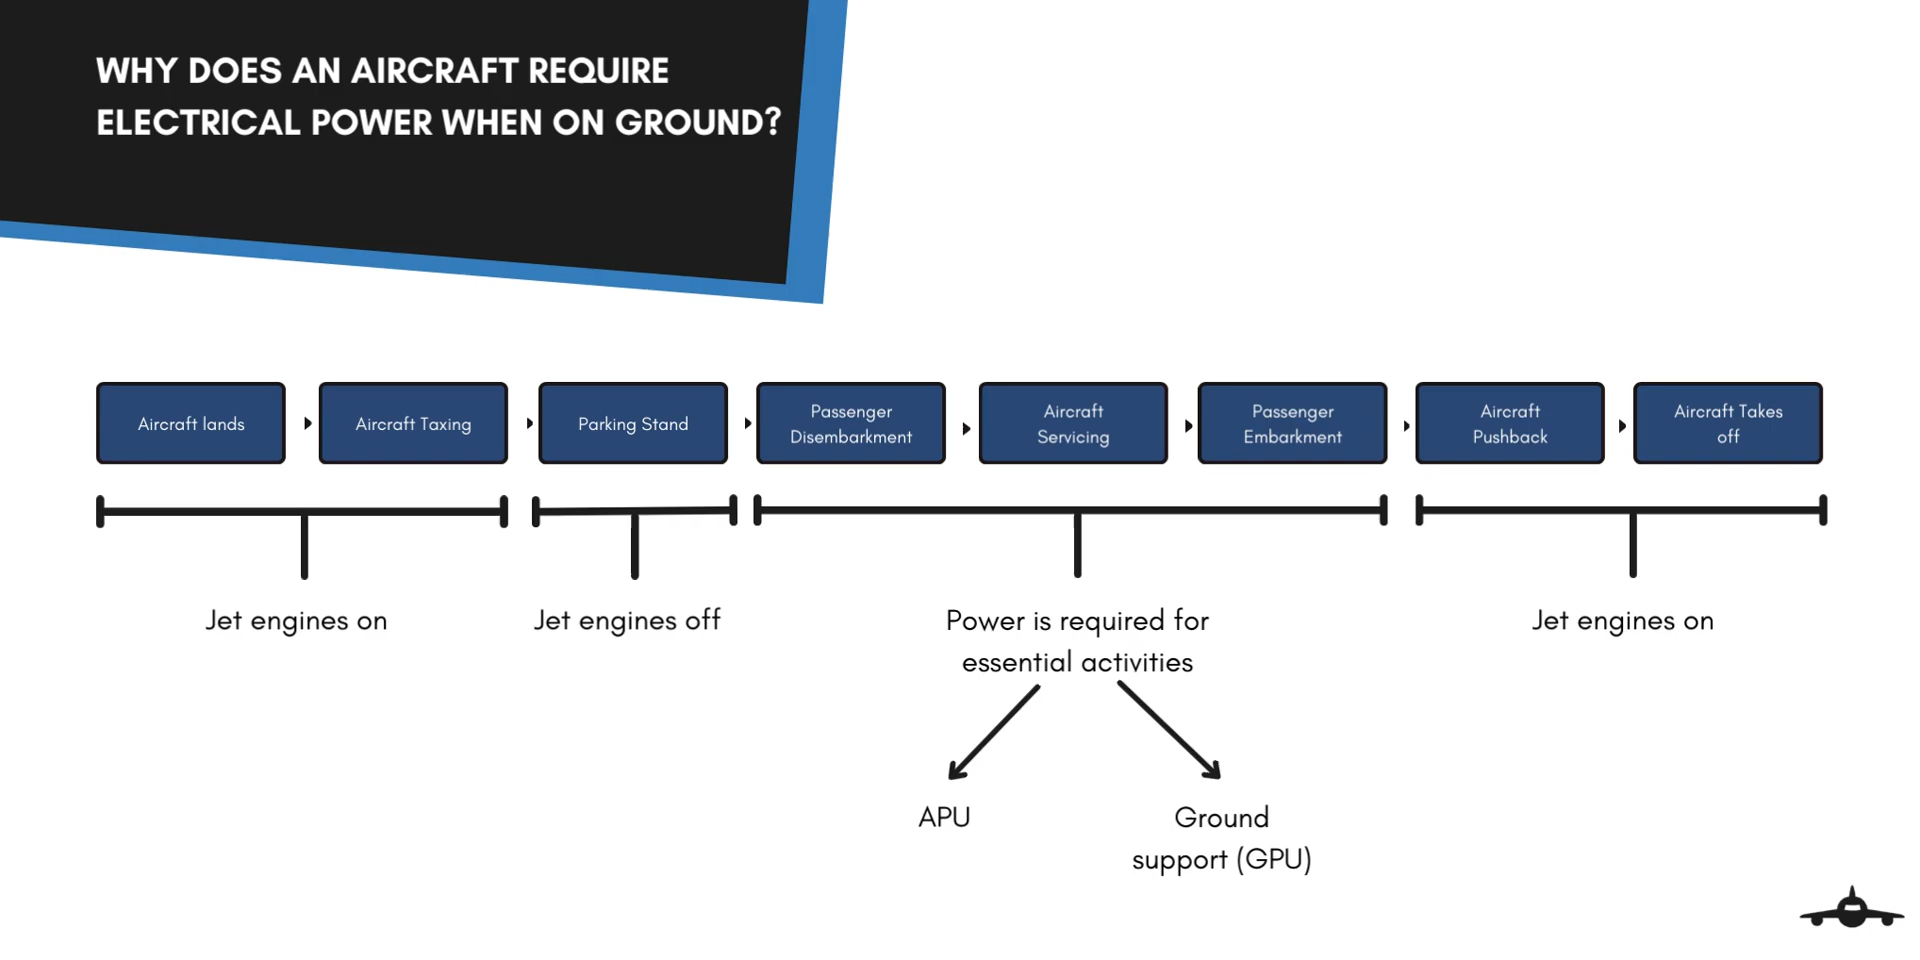 WHY DOES AN AIRCRAFT REQUIRE
ELECTRICAL POWER WHEN ON GROUND?
Aircraft lands
Aircraft Taxing
Parking Stand
Passenger
Disembarkment
Aircraft
Servicing
Passenger
Embarkment
Aircraft
Pushback
Aircraft Takes
off
Jet engines on
Jet engines off
Power is required for
essential activities
Jet engines on
APU
Ground
support (GPU)